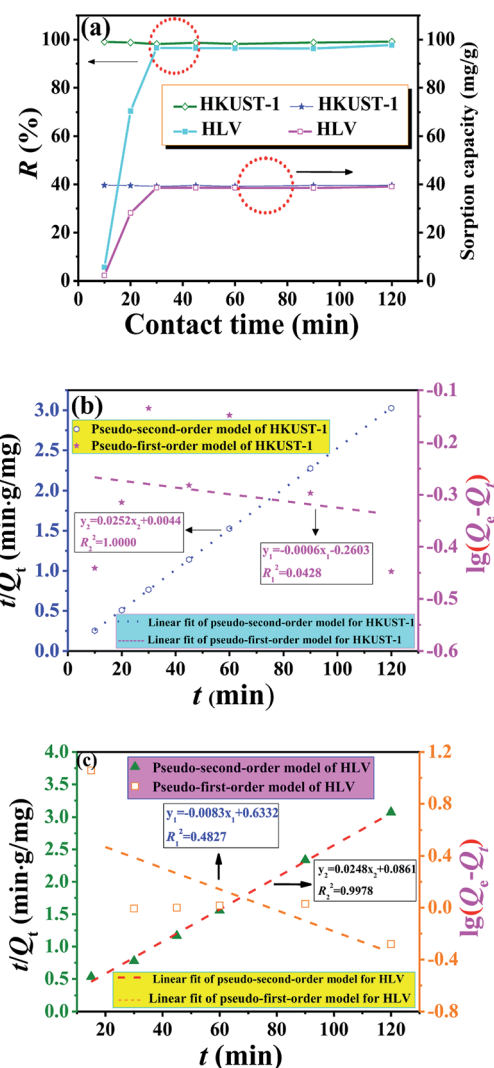 (a)
100
80
60
40
20
0
R (%)
100
80
60
40
20
0
Sorption capacity (mg/g)
HKUST-1 HKUST-1
HLV HLV
0 20 40 60 80 100 120
Contact time (min)
(b)
3.0
2.5
2.0
1.5
1.0
0.5
0.0
t/Qt (min·g/mg)
-0.1
-0.2
-0.3
-0.4
-0.5
-0.6
lg(Qe-Qt)
Pseudo-second-order model of HKUST-1
Pseudo-first-order model of HKUST-1
y2=0.0252x2+0.0044
R2²=1.0000
y1=-0.0006x1-0.2603
R1²=0.0428
Linear fit of pseudo-second-order model for HKUST-1
Linear fit of pseudo-first-order model for HKUST-1
0 20 40 60 80 100 120
t (min)
(c)
4.0
3.5
3.0
2.5
2.0
1.5
1.0
0.5
0.0
t/Qt (min·g/mg)
1.2
0.8
0.4
0.0
-0.4
-0.8
lg(Qe-Qt)
Pseudo-second-order model of HLV
Pseudo-first-order model of HLV
y1=-0.0083x1+0.6332
R1²=0.4827
y2=0.0248x2+0.0861
R2²=0.9978
Linear fit of pseudo-second-order model for HLV
Linear fit of pseudo-first-order model for HLV
20 40 60 80 100 120
t (min)